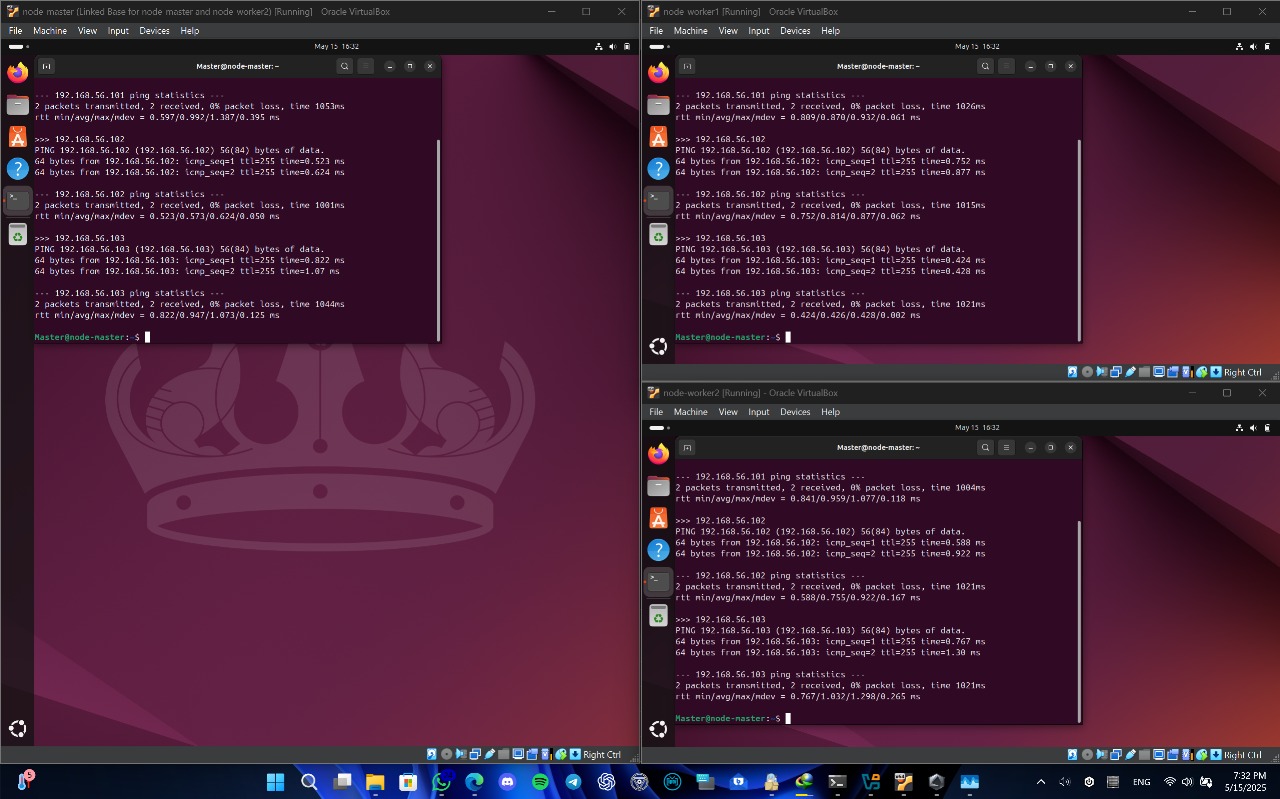 node-master (Linked Base for node-master and node-worker2) [Running]    Oracle VirtualBox
File Machine View Input Devices Help
May 15 16:32
Master@node-master: ~
--- 192.168.56.101 ping statistics ---
2 packets transmitted, 2 received, 0% packet loss, time 1053ms
rtt min/avg/max/mdev = 0.597/0.992/1.387/0.395 ms
>>> 192.168.56.102
PING 192.168.56.102 (192.168.56.102) 56(84) bytes of data.
64 bytes from 192.168.56.102: icmp_seq=1 ttl=255 time=0.523 ms
64 bytes from 192.168.56.102: icmp_seq=2 ttl=255 time=0.624 ms
--- 192.168.56.102 ping statistics ---
2 packets transmitted, 2 received, 0% packet loss, time 1001ms
rtt min/avg/max/mdev = 0.523/0.573/0.624/0.050 ms
>>> 192.168.56.103
PING 192.168.56.103 (192.168.56.103) 56(84) bytes of data.
64 bytes from 192.168.56.103: icmp_seq=1 ttl=255 time=0.822 ms
64 bytes from 192.168.56.103: icmp_seq=2 ttl=255 time=1.07 ms
--- 192.168.56.103 ping statistics ---
2 packets transmitted, 2 received, 0% packet loss, time 1044ms
rtt min/avg/max/mdev = 0.822/0.947/1.073/0.125 ms
Master@node-master:~$
Right Ctrl
node-worker1 [Running]    Oracle VirtualBox
File Machine View Input Devices Help
May 15 16:32
Master@node-master: ~
--- 192.168.56.101 ping statistics ---
2 packets transmitted, 2 received, 0% packet loss, time 1026ms
rtt min/avg/max/mdev = 0.809/0.870/0.932/0.061 ms
>>> 192.168.56.102
PING 192.168.56.102 (192.168.56.102) 56(84) bytes of data.
64 bytes from 192.168.56.102: icmp_seq=1 ttl=255 time=0.752 ms
64 bytes from 192.168.56.102: icmp_seq=2 ttl=255 time=0.877 ms
--- 192.168.56.102 ping statistics ---
2 packets transmitted, 2 received, 0% packet loss, time 1015ms
rtt min/avg/max/mdev = 0.752/0.814/0.877/0.062 ms
>>> 192.168.56.103
PING 192.168.56.103 (192.168.56.103) 56(84) bytes of data.
64 bytes from 192.168.56.103: icmp_seq=1 ttl=255 time=0.424 ms
64 bytes from 192.168.56.103: icmp_seq=2 ttl=255 time=0.428 ms
--- 192.168.56.103 ping statistics ---
2 packets transmitted, 2 received, 0% packet loss, time 1021ms
rtt min/avg/max/mdev = 0.424/0.426/0.428/0.002 ms
Master@node-master:~$
Right Ctrl
node-worker2 [Running] - Oracle VirtualBox
File Machine View Input Devices Help
May 15 16:32
Master@node-master: ~
--- 192.168.56.101 ping statistics ---
2 packets transmitted, 2 received, 0% packet loss, time 1004ms
rtt min/avg/max/mdev = 0.841/0.959/1.077/0.118 ms
>>> 192.168.56.102
PING 192.168.56.102 (192.168.56.102) 56(84) bytes of data.
64 bytes from 192.168.56.102: icmp_seq=1 ttl=255 time=0.588 ms
64 bytes from 192.168.56.102: icmp_seq=2 ttl=255 time=0.922 ms
--- 192.168.56.102 ping statistics ---
2 packets transmitted, 2 received, 0% packet loss, time 1021ms
rtt min/avg/max/mdev = 0.588/0.755/0.922/0.167 ms
>>> 192.168.56.103
PING 192.168.56.103 (192.168.56.103) 56(84) bytes of data.
64 bytes from 192.168.56.103: icmp_seq=1 ttl=255 time=0.767 ms
64 bytes from 192.168.56.103: icmp_seq=2 ttl=255 time=1.30 ms
--- 192.168.56.103 ping statistics ---
2 packets transmitted, 2 received, 0% packet loss, time 1021ms
rtt min/avg/max/mdev = 0.767/1.032/1.298/0.265 ms
Master@node-master:~$
Right Ctrl
5
ENG
7:32 PM
5/15/2025